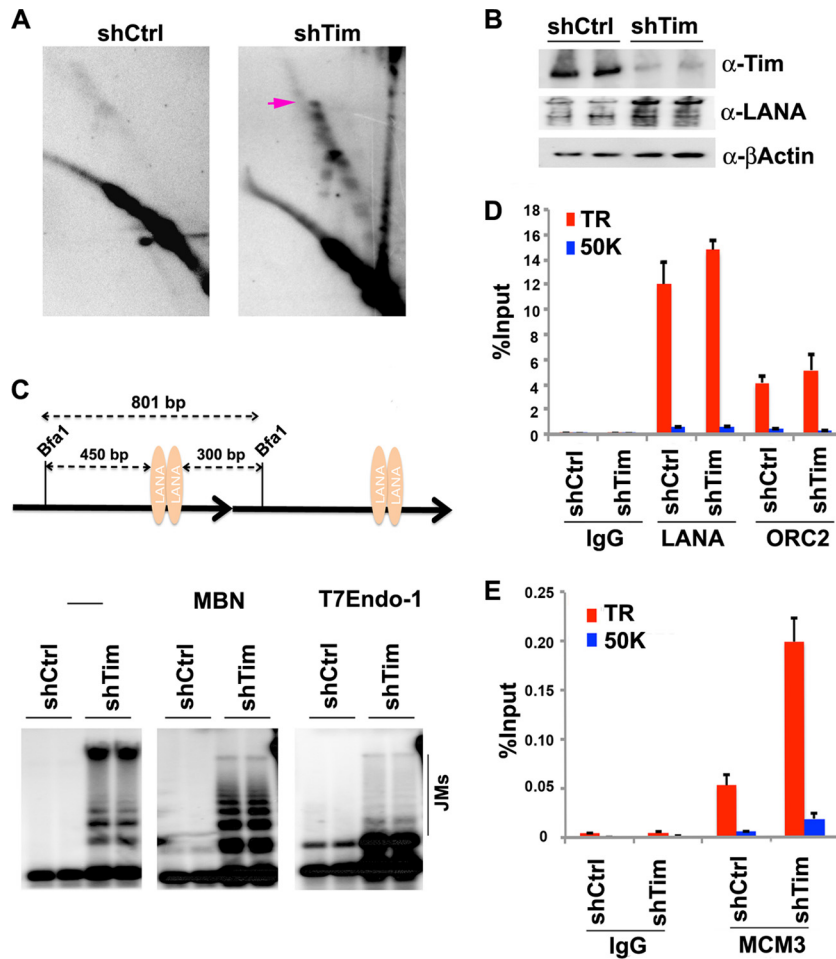 A
shCtrl
shTim
B
shCtrl shTim
α-Tim
α-LANA
α-βActin
C
801 bp
Bfa1
450 bp
300 bp
Bfa1
LANA LANA
LANA LANA
—
MBN
T7Endo-1
shCtrl
shTim
shCtrl
shTim
shCtrl
shTim
JMs
D
TR
50K
%Input
18
16
14
12
10
8
6
4
2
0
shCtrl
shTim
shCtrl
shTim
shCtrl
shTim
IgG
LANA
ORC2
E
TR
50K
%Input
0.25
0.20
0.15
0.10
0.05
0
shCtrl
shTim
shCtrl
shTim
IgG
MCM3